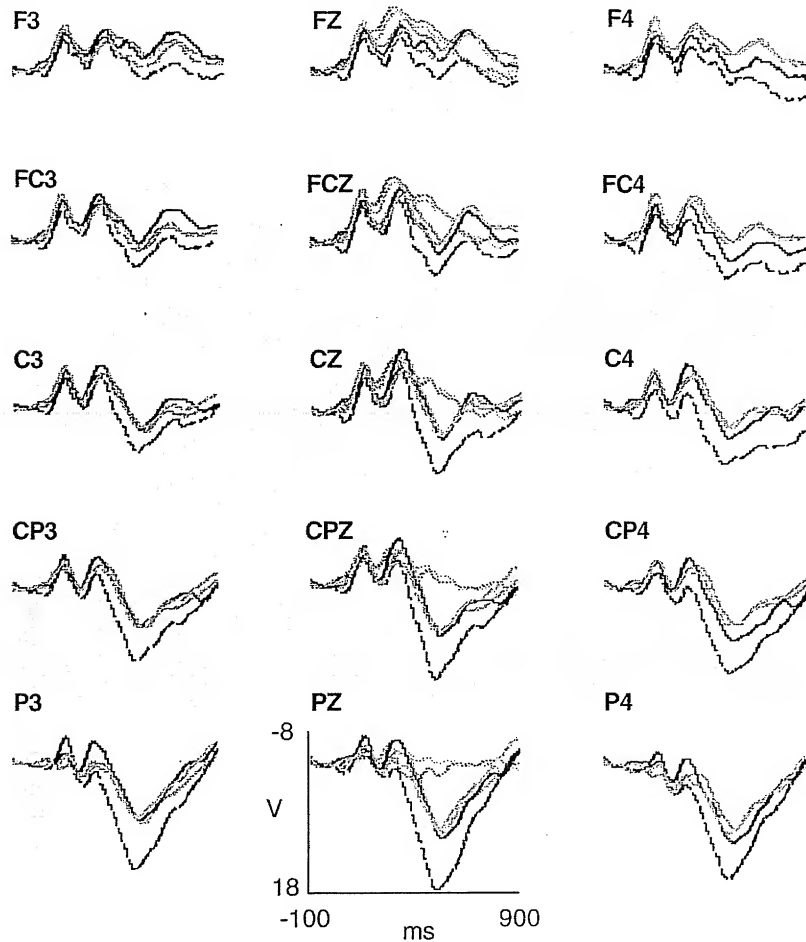 F3 FZ F4
FC3 FCZ FC4
C3 CZ C4
CP3 CPZ CP4
P3 PZ P4
-8
V
18
-100 900
ms